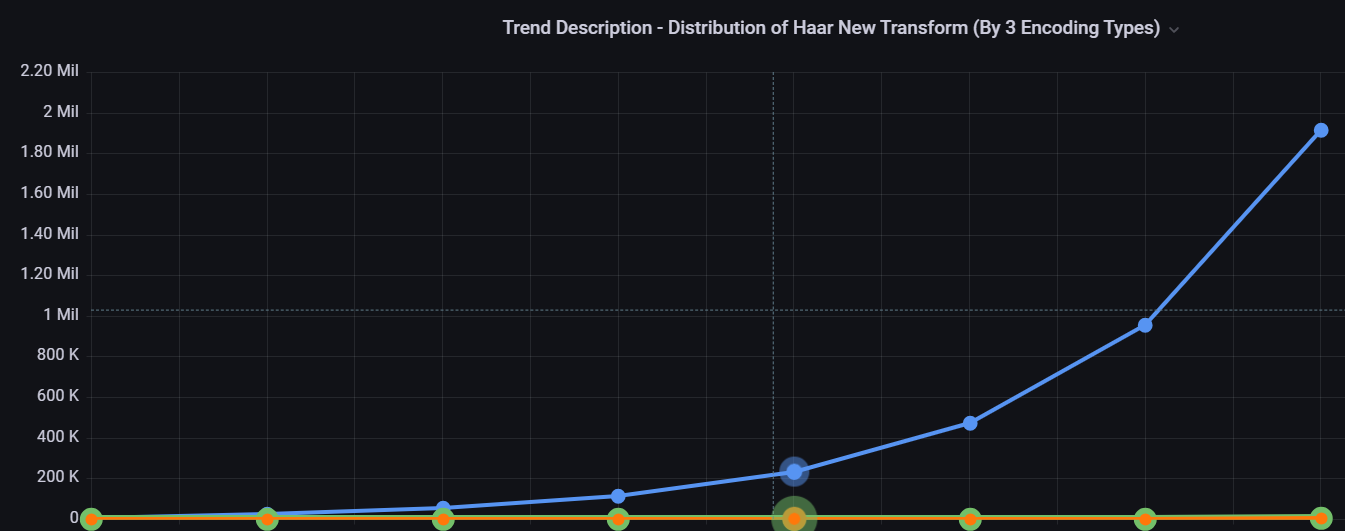 Trend Description - Distribution of Haar New Transform (By 3 Encoding Types)
2.20 Mil
2 Mil
1.80 Mil
1.60 Mil
1.40 Mil
1.20 Mil
1 Mil
800 K
600 K
400 K
200 K
0